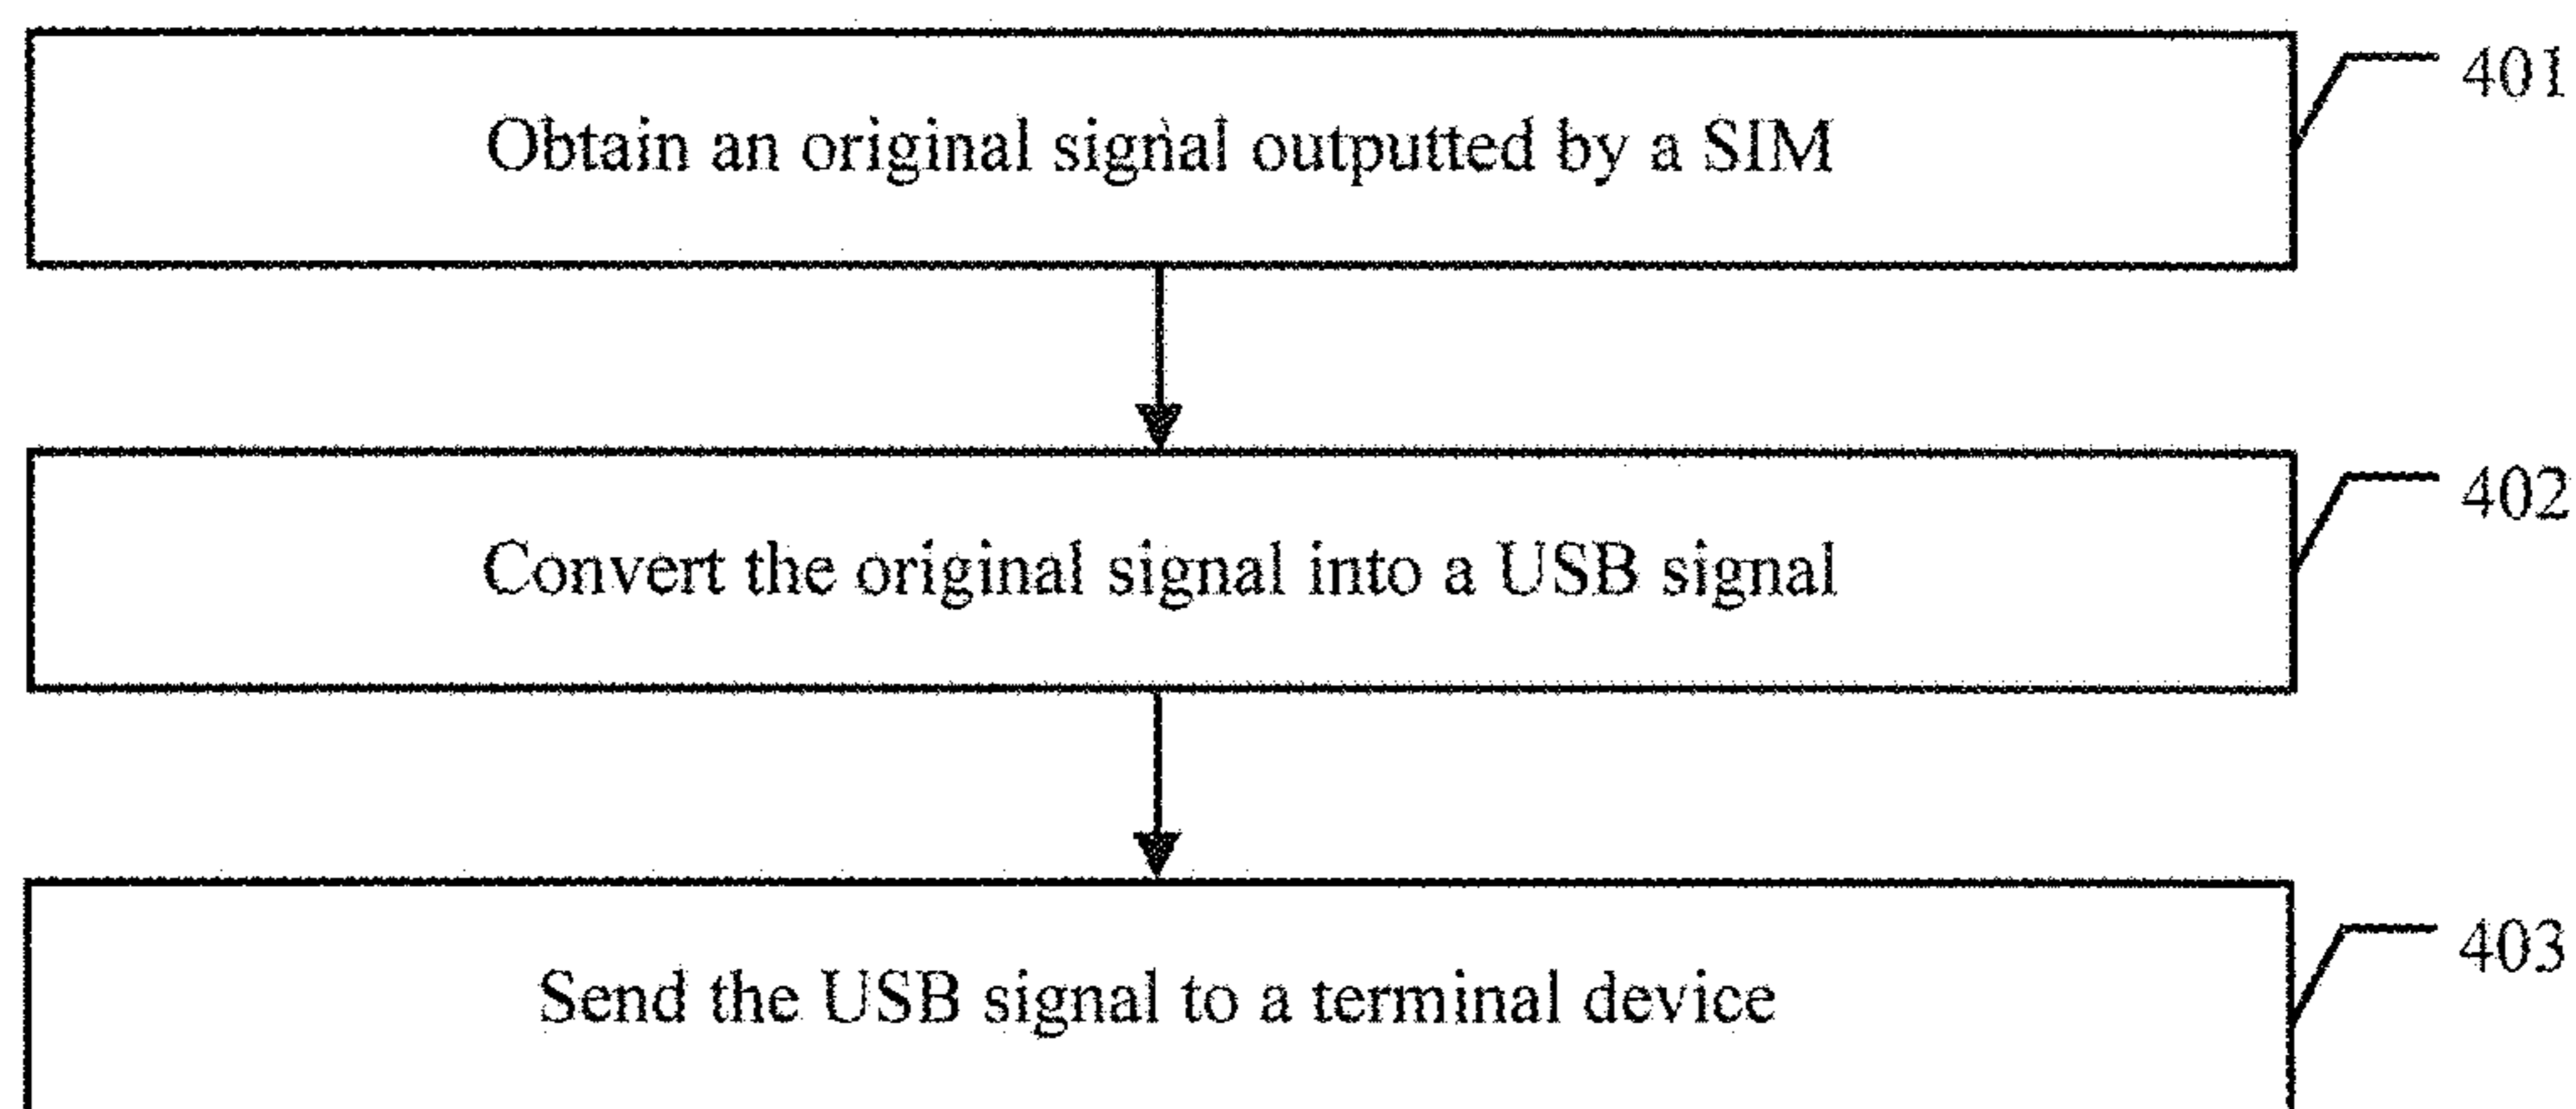 Obtain an original signal outputted by a SIM
401
Convert the original signal into a USB signal
402
Send the USB signal to a terminal device
403